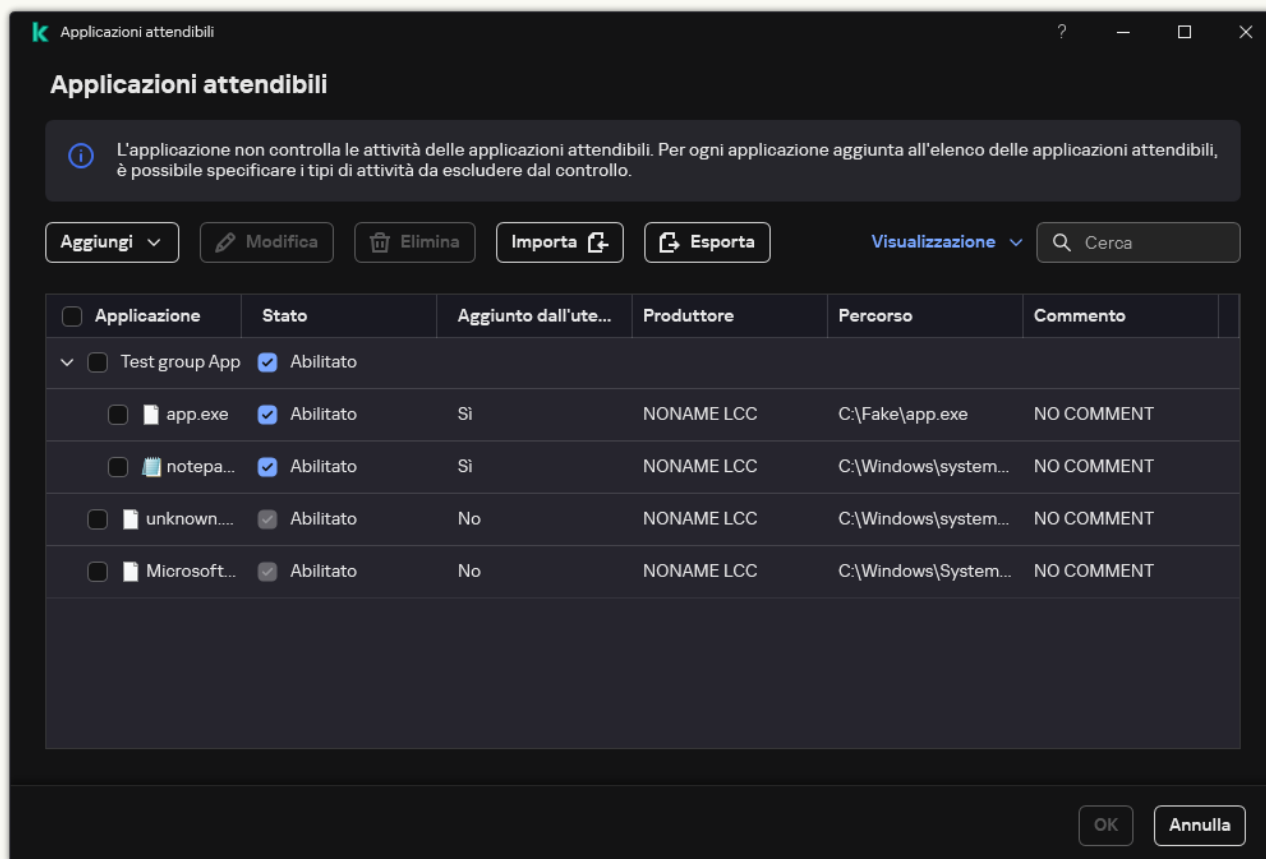 Applicazioni attendibili
?
Applicazioni attendibili
L'applicazione non controlla le attività delle applicazioni attendibili. Per ogni applicazione aggiunta all'elenco delle applicazioni attendibili,
è possibile specificare i tipi di attività da escludere dal controllo.
Aggiungi Modifica Elimina Importa Esporta Visualizzazione Cerca
Applicazione Stato Aggiunto dall'ute... Produttore Percorso Commento
Test group App Abilitato
app.exe Abilitato Sì NONAME LCC C:\Fake\app.exe NO COMMENT
notepa... Abilitato Sì NONAME LCC C:\Windows\system... NO COMMENT
unknown.... Abilitato No NONAME LCC C:\Windows\system... NO COMMENT
Microsoft... Abilitato No NONAME LCC C:\Windows\System... NO COMMENT
OK Annulla